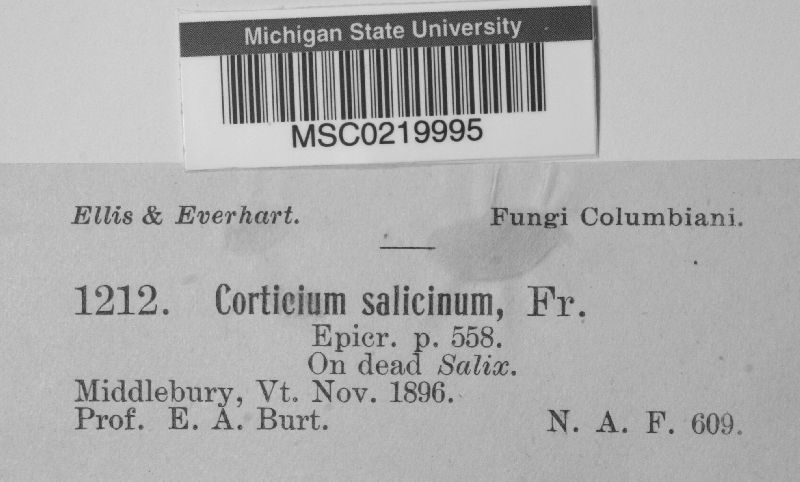 Michigan State University
MSC0219995
Ellis & Everhart. Fungi Columbiani.
1212. Corticium salicinum, Fr.
Epicr. p. 558.
On dead Salix.
Middlebury, Vt. Nov. 1896.
Prof. E. A. Burt. N. A. F. 609.